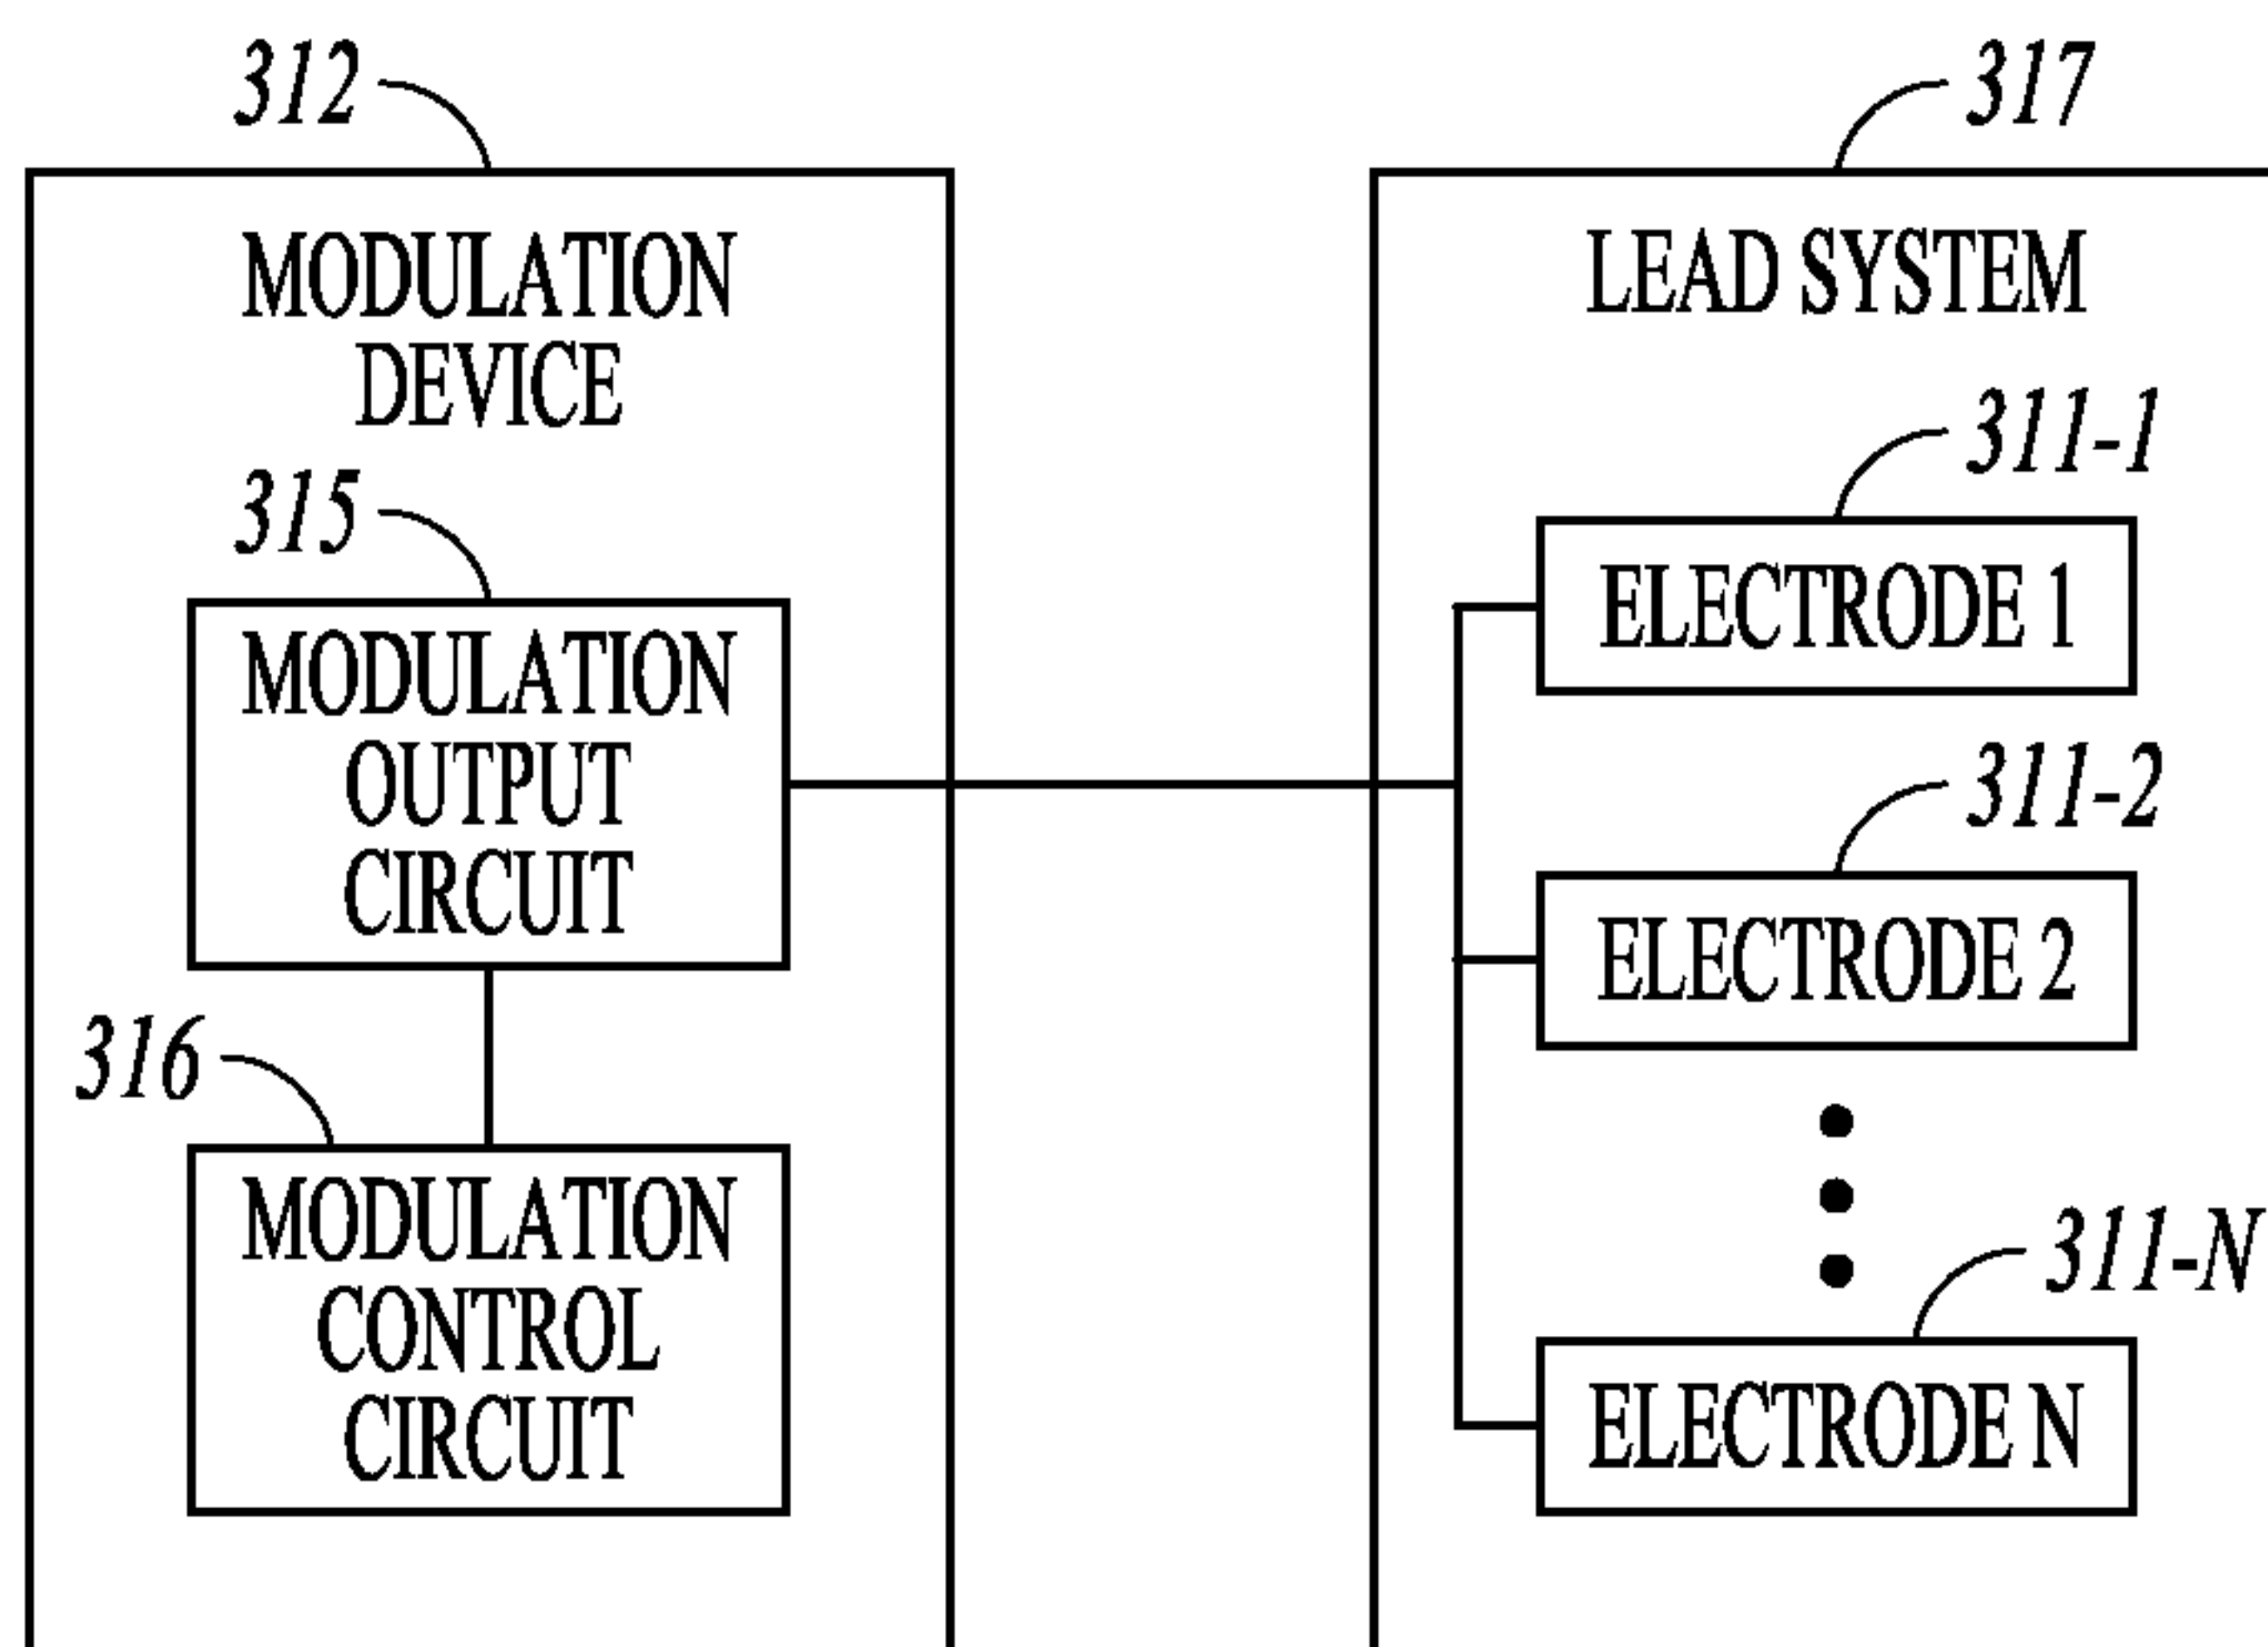 312
MODULATION
DEVICE
315
MODULATION
OUTPUT
CIRCUIT
316
MODULATION
CONTROL
CIRCUIT
317
LEAD SYSTEM
311-1
ELECTRODE 1
311-2
ELECTRODE 2
311-N
ELECTRODE N